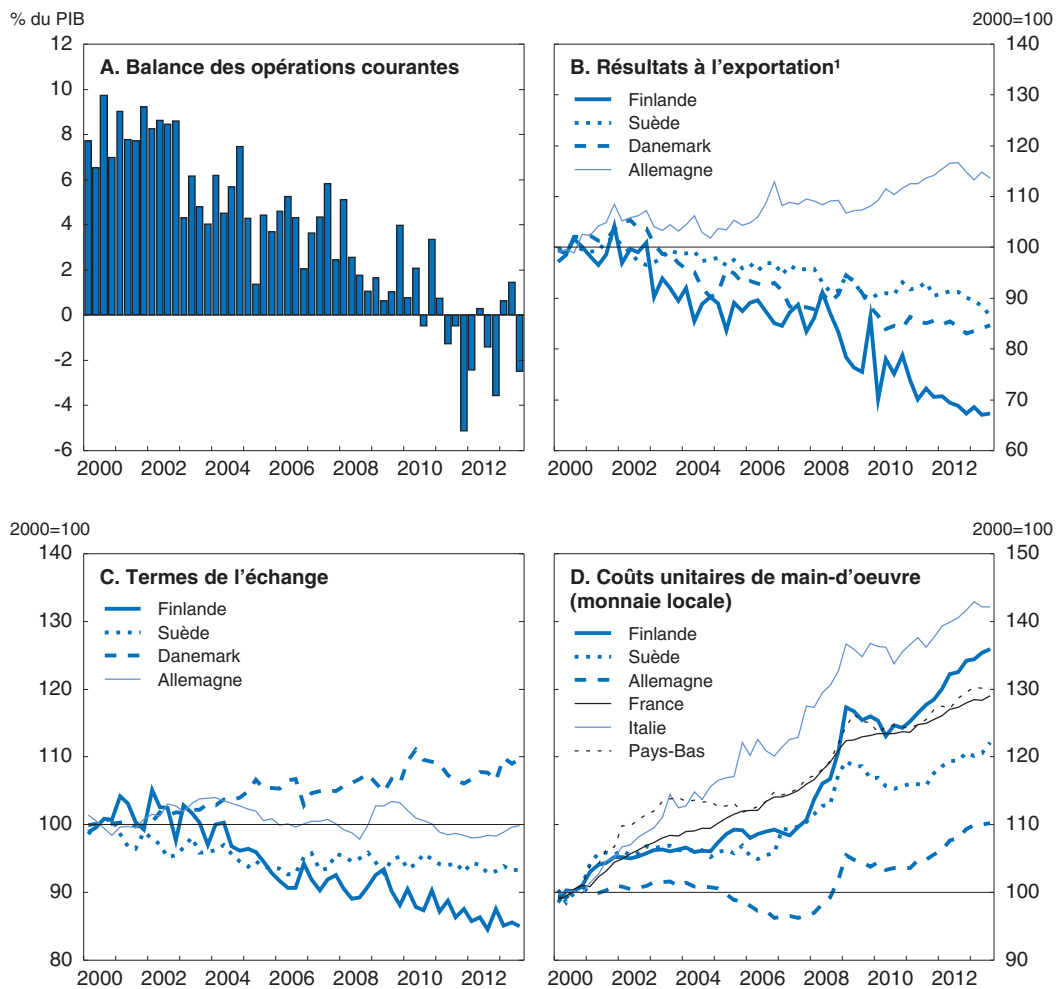 % du PIB
12
10
8
6
4
2
0
-2
-4
-6
A. Balance des opérations courantes
2000 2002 2004 2006 2008 2010 2012
2000=100
140
130
120
110
100
90
80
70
60
B. Résultats à l'exportation¹
Finlande
Suède
Danemark
Allemagne
2000 2002 2004 2006 2008 2010 2012
2000=100
140
130
120
110
100
90
80
C. Termes de l'échange
Finlande
Suède
Danemark
Allemagne
2000 2002 2004 2006 2008 2010 2012
2000=100
150
140
130
120
110
100
90
D. Coûts unitaires de main-d'oeuvre
(monnaie locale)
Finlande
Suède
Allemagne
France
Italie
Pays-Bas
2000 2002 2004 2006 2008 2010 2012